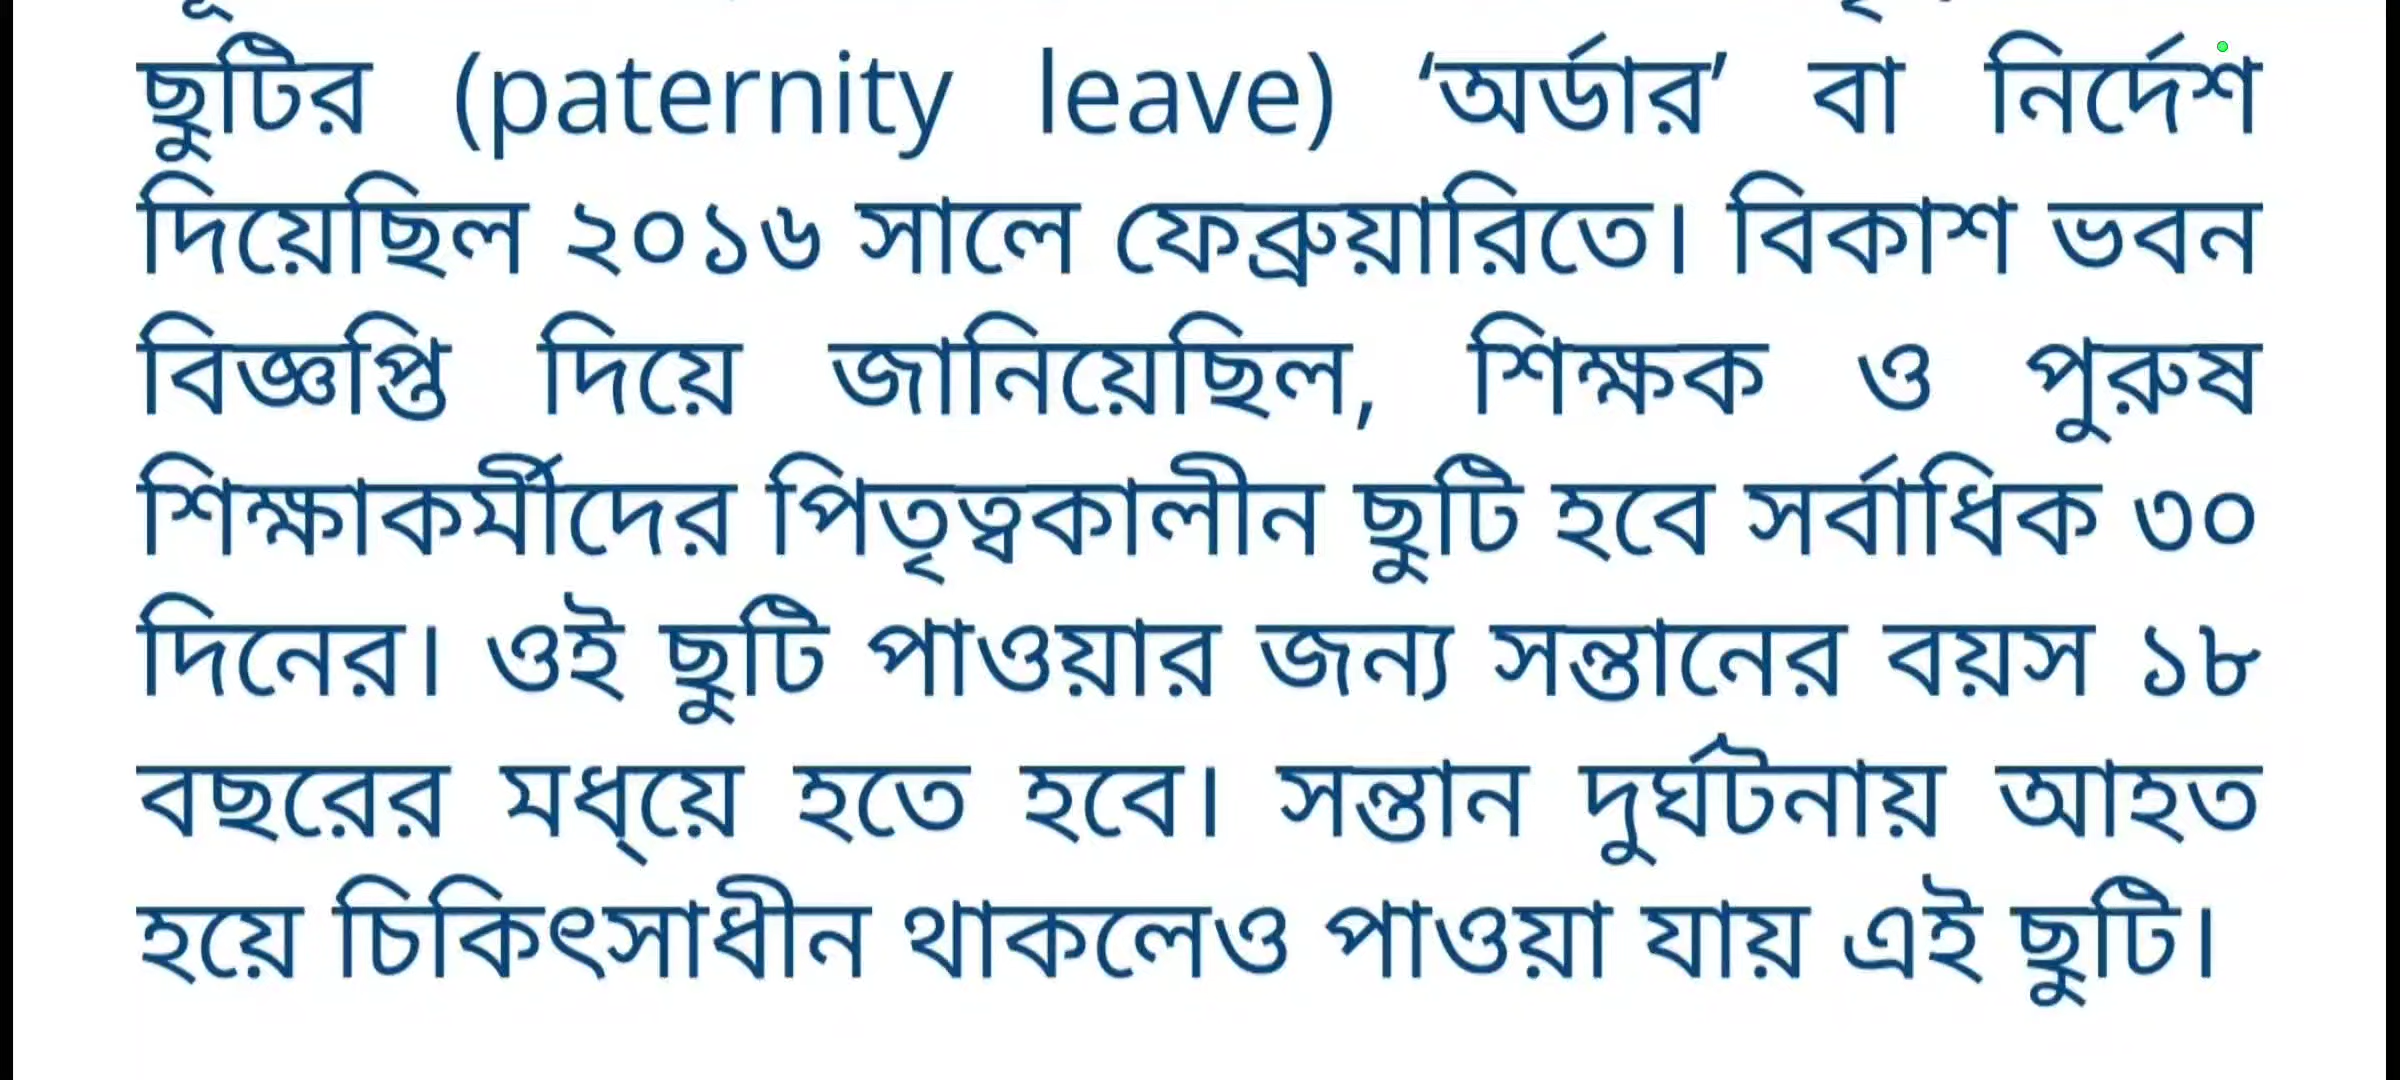 ছুটির (paternity leave) ‘অর্ডার’ বা নির্দেশ
দিয়েছিল ২০১৬ সালে ফেব্রুয়ারিতে। বিকাশ ভবন
বিজ্ঞপ্তি দিয়ে জানিয়েছিল, শিক্ষক ও পুরুষ
শিক্ষাকর্মীদের পিতৃত্বকালীন ছুটি হবে সর্বাধিক ৩০
দিনের। ওই ছুটি পাওয়ার জন্য সন্তানের বয়স ১৮
বছরের মধ্‌য়ে হতে হবে। সন্তান দুর্ঘটনায় আহত
হয়ে চিকিৎসাধীন থাকলেও পাওয়া যায় এই ছুটি।